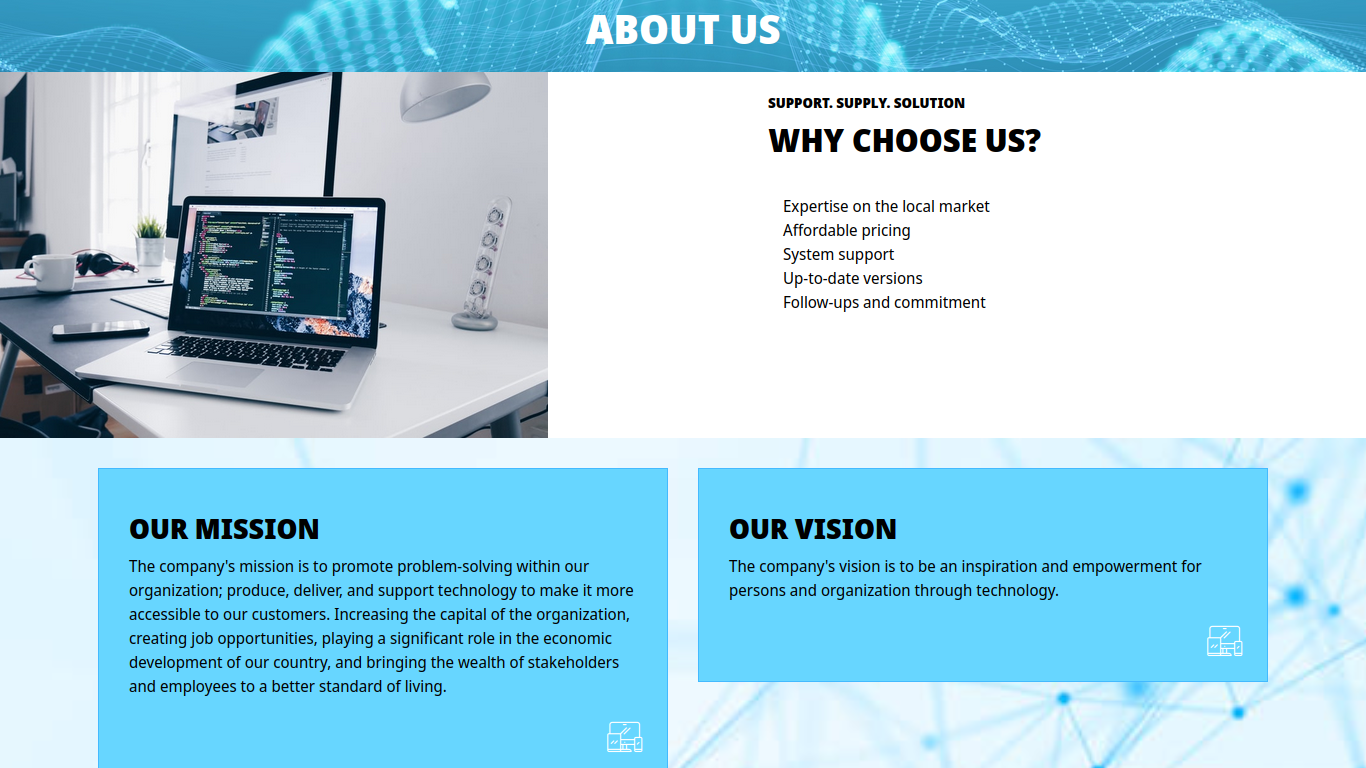 ABOUT US
SUPPORT. SUPPLY. SOLUTION
WHY CHOOSE US?
Expertise on the local market
Affordable pricing
System support
Up-to-date versions
Follow-ups and commitment
OUR MISSION
The company's mission is to promote problem-solving within our
organization; produce, deliver, and support technology to make it more
accessible to our customers. Increasing the capital of the organization,
creating job opportunities, playing a significant role in the economic
development of our country, and bringing the wealth of stakeholders
and employees to a better standard of living.
OUR VISION
The company's vision is to be an inspiration and empowerment for
persons and organization through technology.